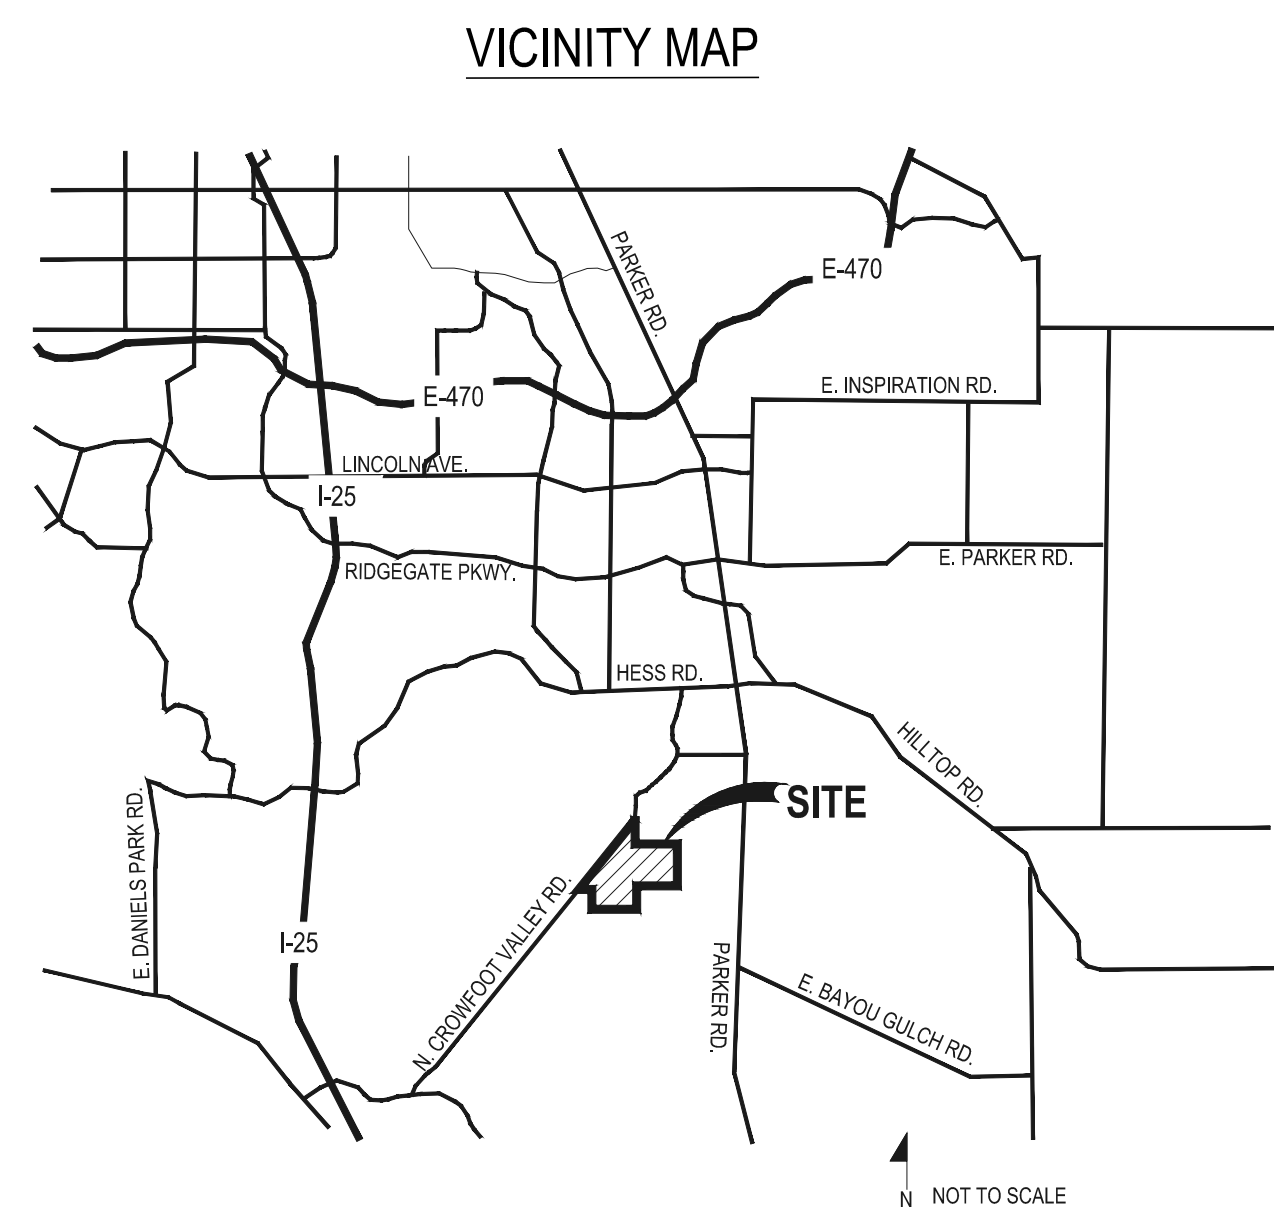 VICINITY MAP
PARKER RD.
E-470
E. INSPIRATION RD.
E-470
LINCOLN AVE.
I-25
E. PARKER RD.
RIDGEGATE PKWY.
HESS RD.
HILLTOP RD.
SITE
E. DANIELS PARK RD.
N. CROWFOOT VALLEY RD.
I-25
PARKER RD.
E. BAYOU GULCH RD.
N
NOT TO SCALE